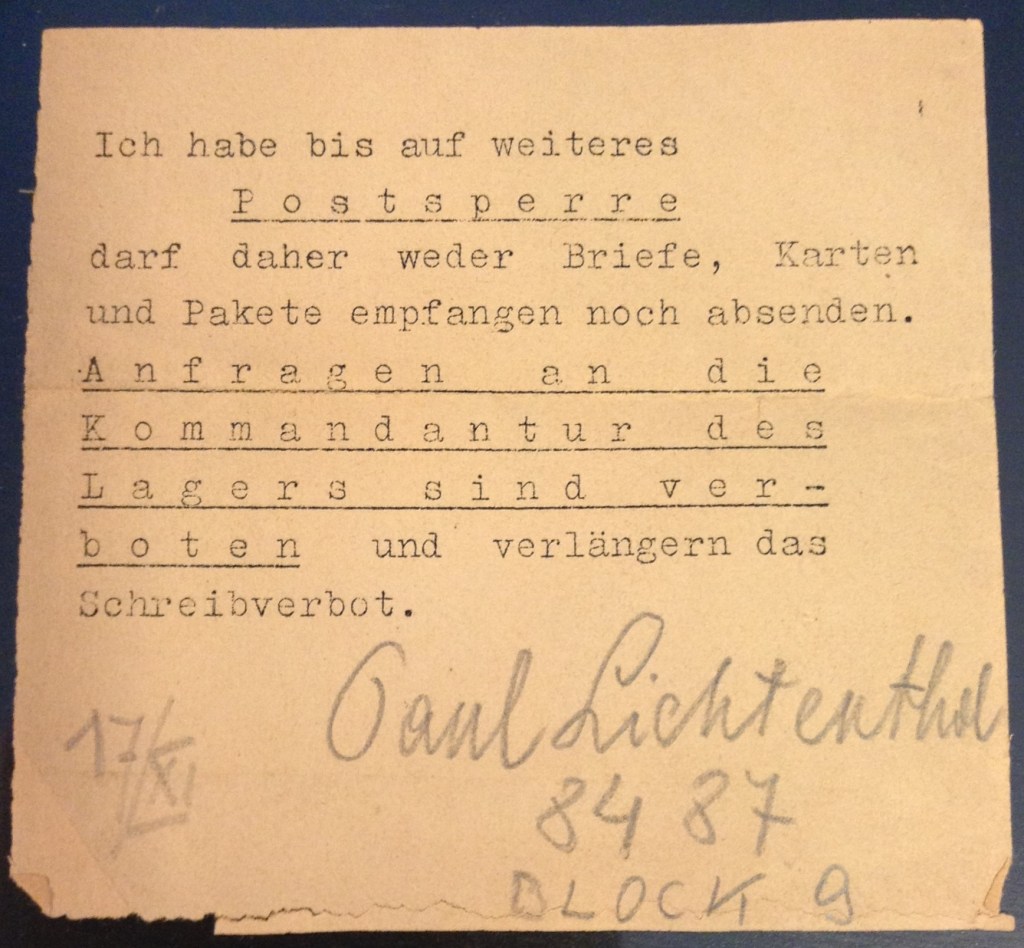 Ich habe bis auf weiteres
Postsperre
darf daher weder Briefe, Karten
und Pakete empfangen noch absenden.
Anfragen an die
Kommandantur des
Lagers sind ver-
boten und verlängern das
Schreibverbot.
Paul Lichtenthal
17/XI
8487
BLOCK 9